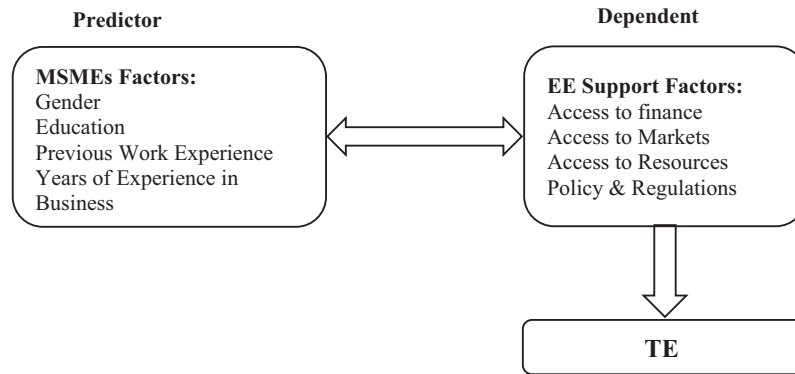 Predictor
Dependent
MSMEs Factors:
Gender
Education
Previous Work Experience
Years of Experience in
Business
EE Support Factors:
Access to finance
Access to Markets
Access to Resources
Policy & Regulations
TE